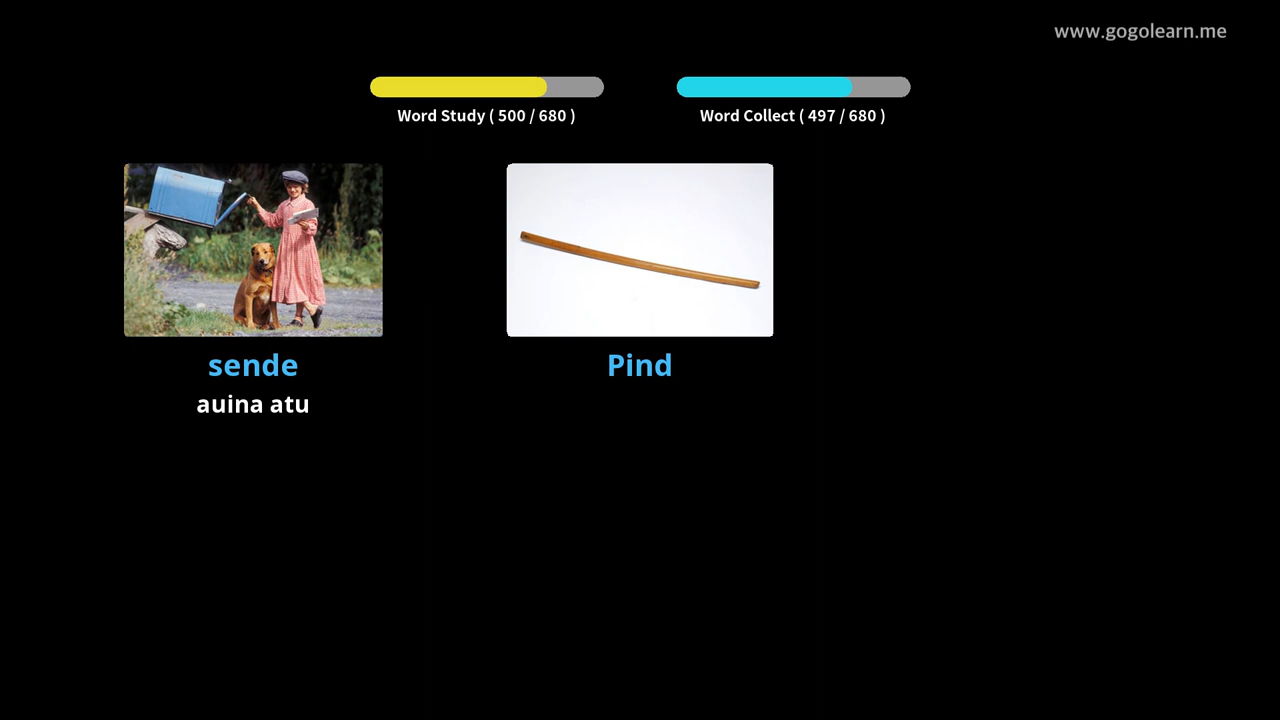 www.gogolearn.me
Word Study ( 500 / 680 )
Word Collect ( 497 / 680 )
sende
auina atu
Pind